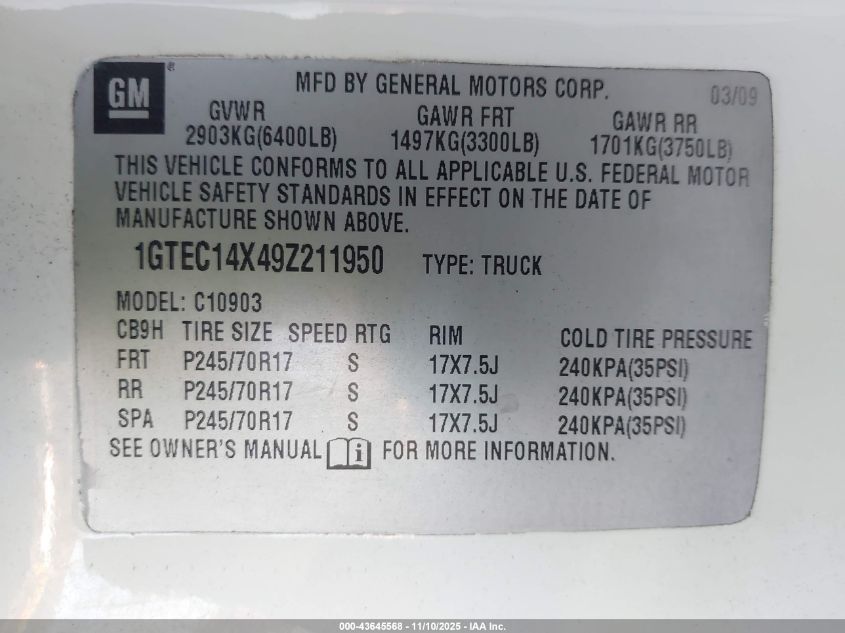 GM®
MFD BY GENERAL MOTORS CORP. 03/09
GVWR GAWR FRT GAWR RR
2903KG(6400LB) 1497KG(3300LB) 1701KG(3750LB)
THIS VEHICLE CONFORMS TO ALL APPLICABLE U.S. FEDERAL MOTOR
VEHICLE SAFETY STANDARDS IN EFFECT ON THE DATE OF
MANUFACTURE SHOWN ABOVE.
1GTEC14X49Z211950 TYPE: TRUCK
MODEL: C10903
CB9H TIRE SIZE SPEED RTG RIM COLD TIRE PRESSURE
FRT P245/70R17 S 17X7.5J 240KPA(35PSI)
RR P245/70R17 S 17X7.5J 240KPA(35PSI)
SPA P245/70R17 S 17X7.5J 240KPA(35PSI)
SEE OWNER'S MANUAL i FOR MORE INFORMATION.
000-43645568 - 11/10/2025 - IAA Inc.